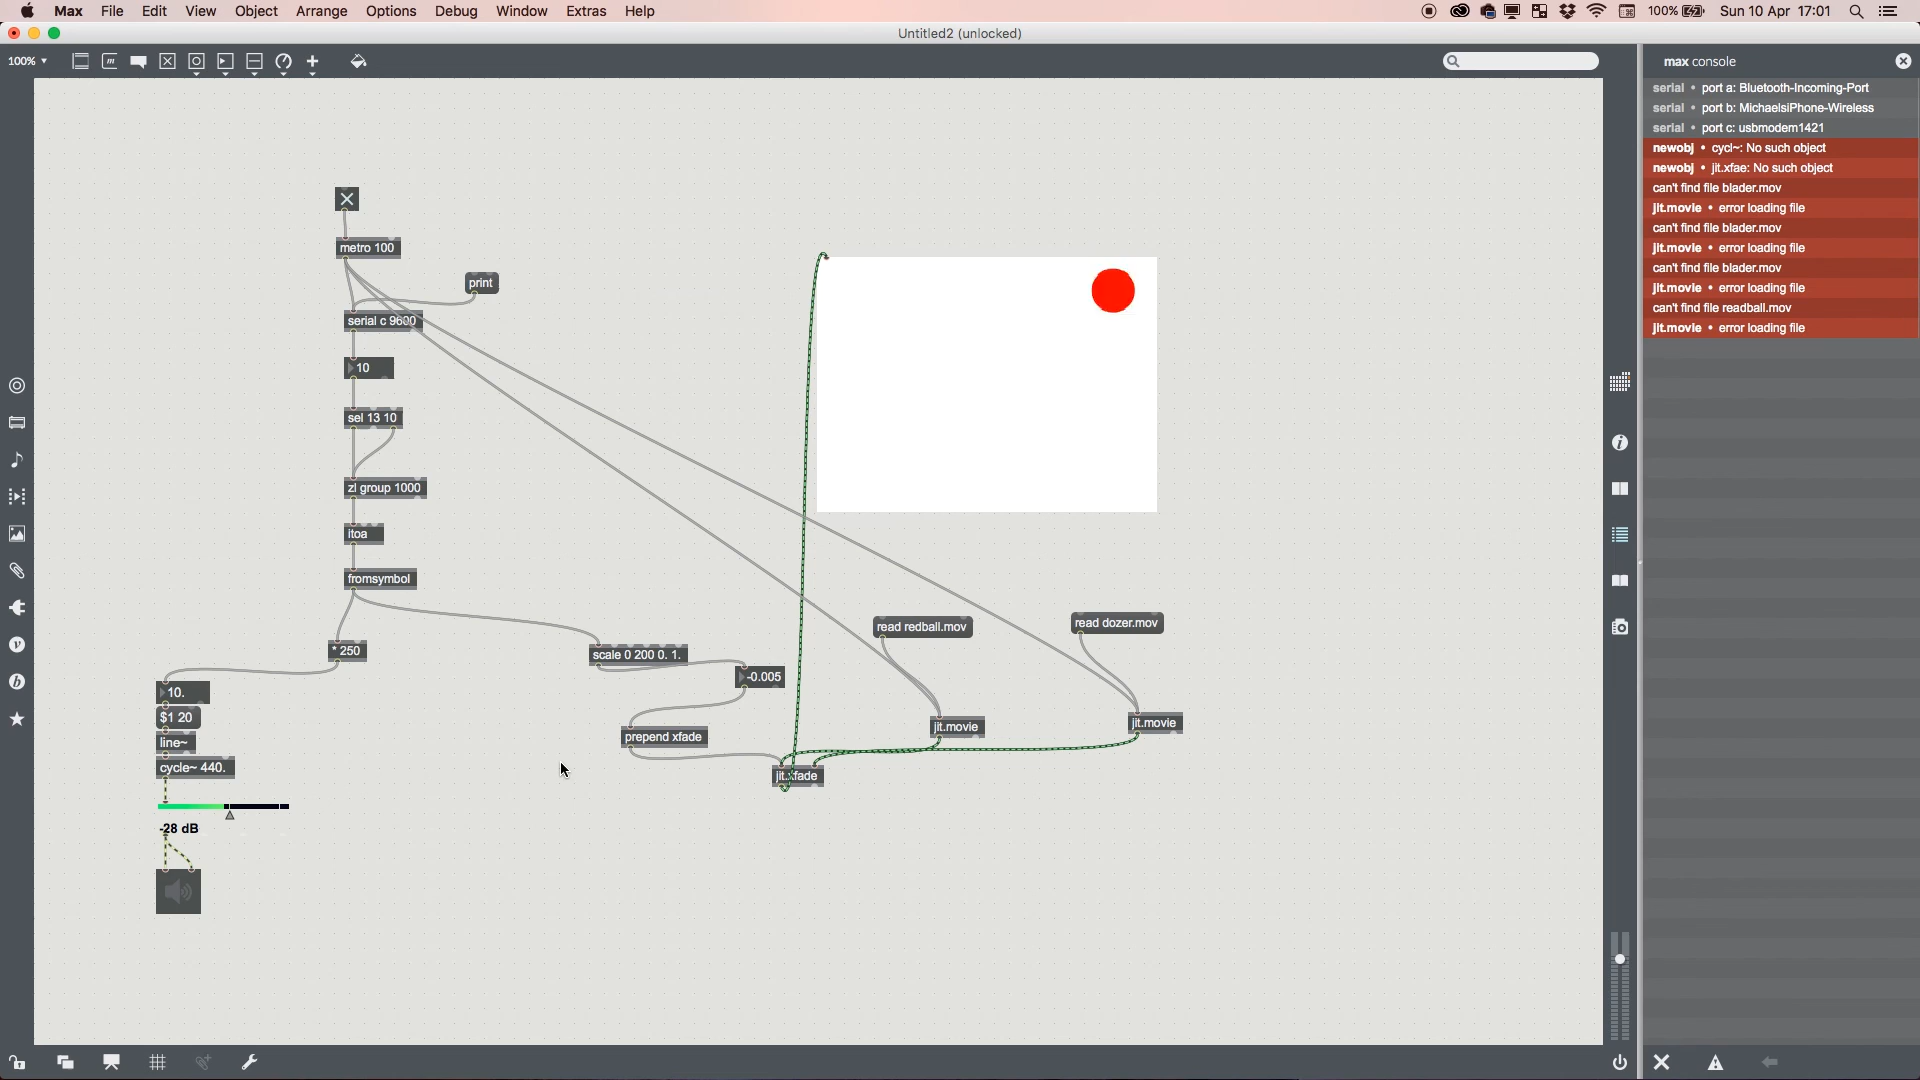 Max File Edit View Object Arrange Options Debug Window Extras Help
100% Sun 10 Apr 17:01
Untitled2 (unlocked)
100%
m
max console
serial • port a: Bluetooth-Incoming-Port
serial • port b: MichaelsiPhone-Wireless
serial • port c: usbmodem1421
newobj • cycl~: No such object
newobj • jit.xfae: No such object
can't find file blader.mov
jit.movie • error loading file
can't find file blader.mov
jit.movie • error loading file
can't find file blader.mov
jit.movie • error loading file
can't find file readball.mov
jit.movie • error loading file
metro 100
print
serial c 9600
10
sel 13 10
zl group 1000
itoa
fromsymbol
* 250
scale 0 200 0. 1.
-0.005
read redball.mov
read dozer.mov
10.
$1 20
line~
cycle~ 440.
prepend xfade
jit.movie
jit.movie
jit.xfade
-28 dB